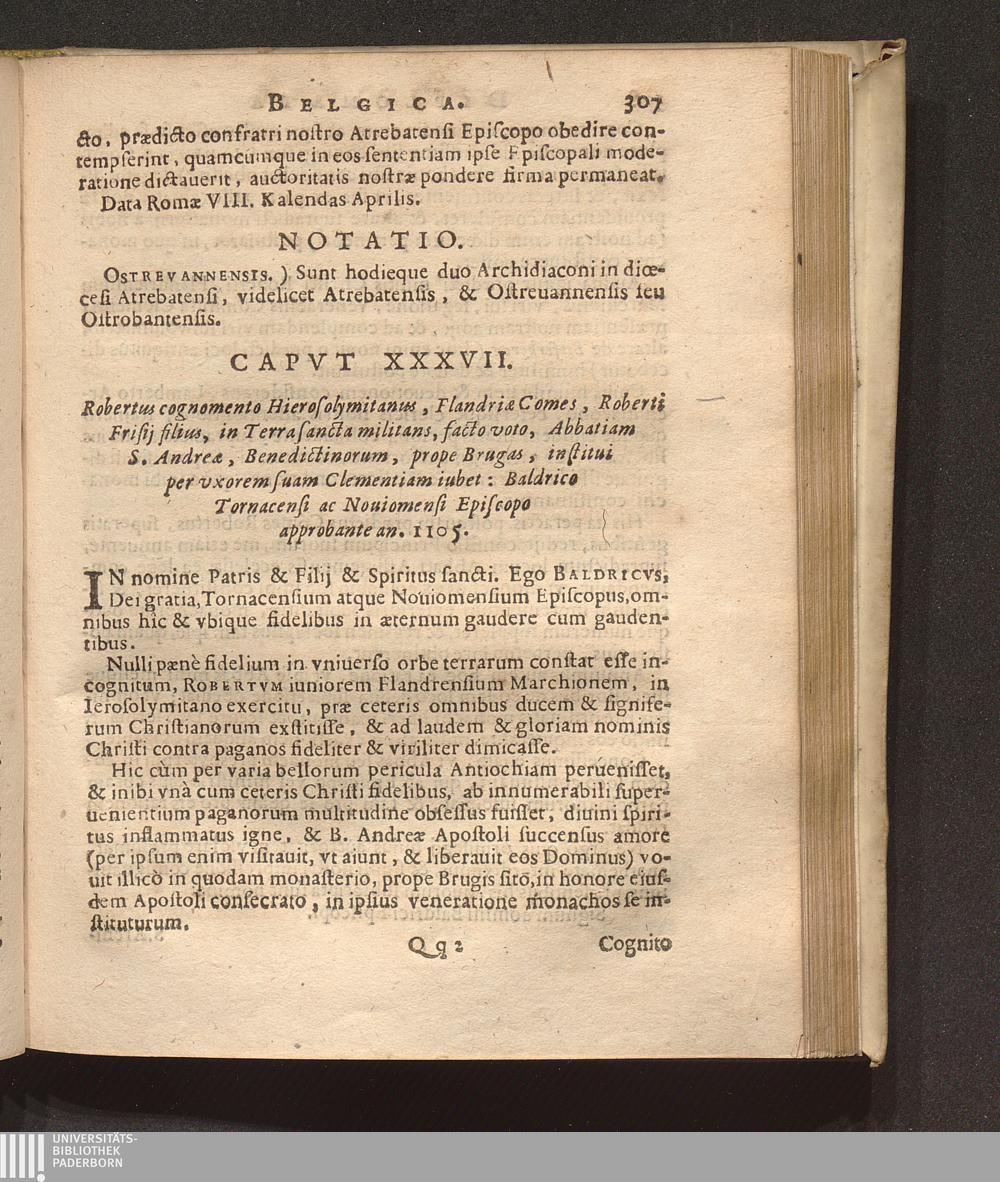 BELGICA. 307
cto, prædicto confratri noſtro Atrebatenſi Epiſcopo obedire con-
tempſerint, quamcumque in eos ſententiam ipſe Epiſcopali mode-
ratione dictauerit, auctoritatis noſtræ pondere firma permaneat.
Data Romæ VIII. Kalendas Aprilis.
NOTATIO.
OSTREVANNENSIS. ) Sunt hodieque duo Archidiaconi in diœ-
ceſi Atrebatenſi, videlicet Atrebatenſis, & Oſtreuannenſis ſeu
Oſtrobantenſis.
CAPVT XXXVII.
Robertus cognomento Hieroſolymitanus, Flandriæ Comes, Roberti
Friſij filius, in Terra ſancta militans, facto voto, Abbatiam
S. Andreæ, Benedictinorum, prope Brugas, inſtitui
per vxorem ſuam Clementiam iubet: Baldrico
Tornacenſi ac Nouiomenſi Epiſcopo
approbante an. 1105.
IN nomine Patris & Filij & Spiritus ſancti. Ego BALDRICVS,
Dei gratia, Tornacenſium atque Nouiomenſium Epiſcopus, om-
nibus hîc & vbique fidelibus in æternum gaudere cum gauden-
tibus.
Nulli pænè fidelium in vniuerſo orbe terrarum conſtat eſſe in-
cognitum, ROBERTVM iuniorem Flandrenſium Marchionem, in
Ieroſolymitano exercitu, præ ceteris omnibus ducem & ſignife-
rum Chriſtianorum exſtitiſſe, & ad laudem & gloriam nominis
Chriſti contra paganos fideliter & viriliter dimicaſſe.
Hic cùm per varia bellorum pericula Antiochiam perueniſſet,
& inibi vnà cum ceteris Chriſti fidelibus, ab innumerabili ſuper-
uenientium paganorum multitudine obſeſſus fuiſſet, diuini ſpiri-
tus inflammatus igne, & B. Andreæ Apoſtoli ſuccenſus amore
(per ipſum enim viſitauit, vt aiunt, & liberauit eos Dominus) vo-
uit illicò in quodam monaſterio, prope Brugis ſito, in honore eiuſ-
dem Apoſtoli conſecrato, in ipſius veneratione monachos ſe in-
ſtituturum.
Qq 2 Cognito
UNIVERSITÄTS-
BIBLIOTHEK
PADERBORN